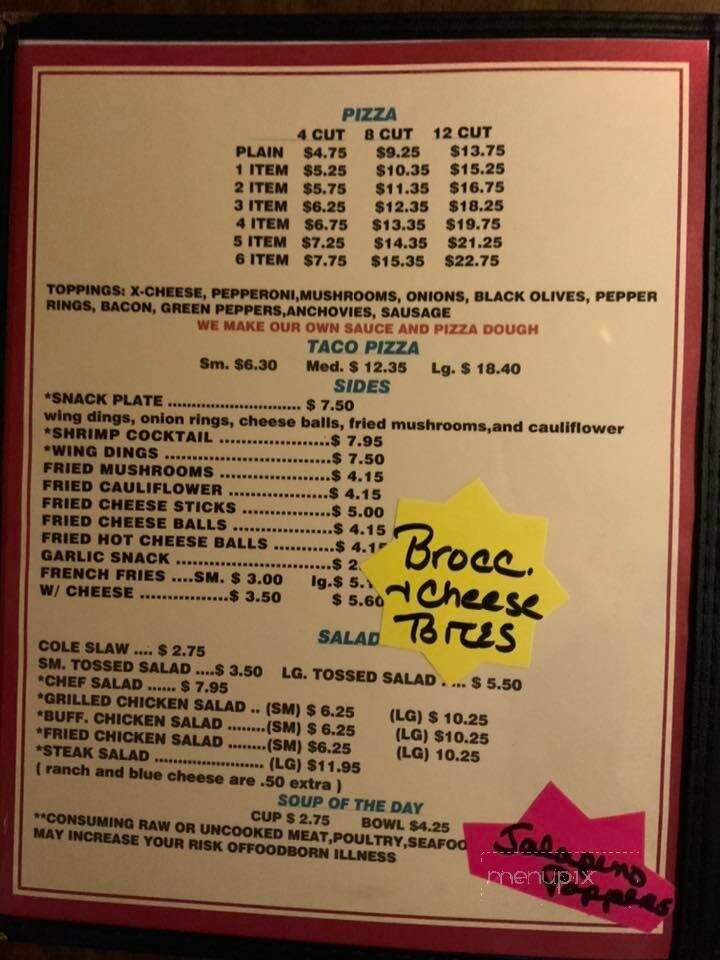 PIZZA
4 CUT 8 CUT 12 CUT
PLAIN $4.75 $9.25 $13.75
1 ITEM $5.25 $10.35 $15.25
2 ITEM $5.75 $11.35 $16.75
3 ITEM $6.25 $12.35 $18.25
4 ITEM $6.75 $13.35 $19.75
5 ITEM $7.25 $14.35 $21.25
6 ITEM $7.75 $15.35 $22.75
TOPPINGS: X-CHEESE, PEPPERONI,MUSHROOMS, ONIONS, BLACK OLIVES, PEPPER
RINGS, BACON, GREEN PEPPERS,ANCHOVIES, SAUSAGE
WE MAKE OUR OWN SAUCE AND PIZZA DOUGH
TACO PIZZA
Sm. $6.30 Med. $ 12.35 Lg. $ 18.40
SIDES
*SNACK PLATE ............................ $ 7.50
wing dings, onion rings, cheese balls, fried mushrooms,and cauliflower
*SHRIMP COCKTAIL .......................$ 7.95
*WING DINGS ...................................$ 7.50
FRIED MUSHROOMS .......................$ 4.15
FRIED CAULIFLOWER .....................$ 4.15
FRIED CHEESE STICKS ..................$ 5.00
FRIED CHEESE BALLS .....................$ 4.15
FRIED HOT CHEESE BALLS .............$ 4.15
GARLIC SNACK .................................$ 2.
FRENCH FRIES ....SM. $ 3.00 lg.$ 5.
W/ CHEESE ..................$ 3.50 $ 5.60
Brocc.
+ Cheese
Bites
SALAD
COLE SLAW .... $ 2.75
SM. TOSSED SALAD ....$ 3.50 LG. TOSSED SALAD .... $ 5.50
*CHEF SALAD ...... $ 7.95
*GRILLED CHICKEN SALAD .. (SM) $ 6.25 (LG) $ 10.25
*BUFF. CHICKEN SALAD ........(SM) $ 6.25 (LG) $10.25
*FRIED CHICKEN SALAD ........(SM) $6.25 (LG) 10.25
*STEAK SALAD ....................... (LG) $11.95
( ranch and blue cheese are .50 extra )
SOUP OF THE DAY
CUP $ 2.75 BOWL $4.25
**CONSUMING RAW OR UNCOOKED MEAT,POULTRY,SEAFOO
MAY INCREASE YOUR RISK OFFOODBORN ILLNESS
Jalapeno
Peppers
menupix